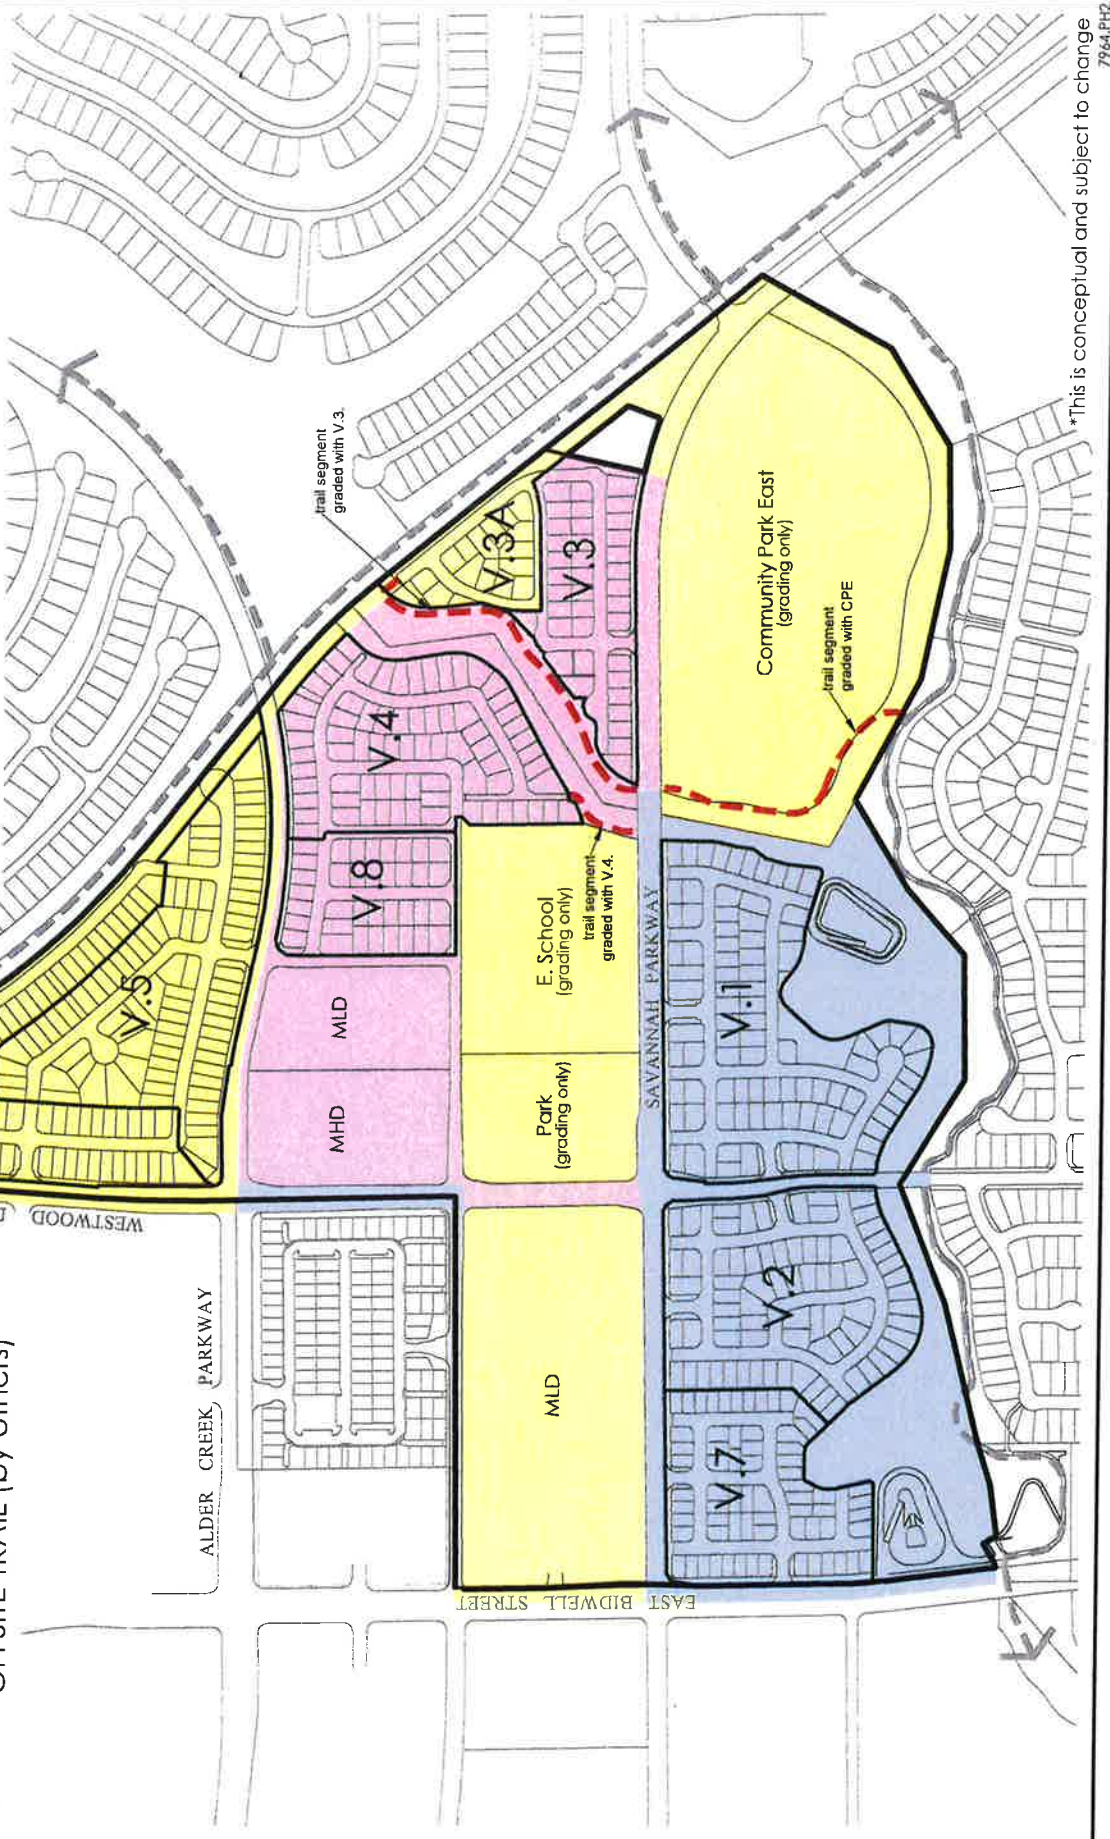 OFFSITE TRAIL (By Others)
WESTWOOD
ALDER CREEK PARKWAY
V.5
trail segment
graded with V.3.
V.4
V.8
V.3A
V.3
MHD
MLD
Park
(grading only)
E. School
(grading only)
trail segment
graded with V.4.
MLD
EAST BIDWELL STREET
SAVANNAH PARKWAY
Community Park East
(grading only)
trail segment
graded with CPE
V.7
V.2
V.1
*This is conceptual and subject to change
7964.PH2